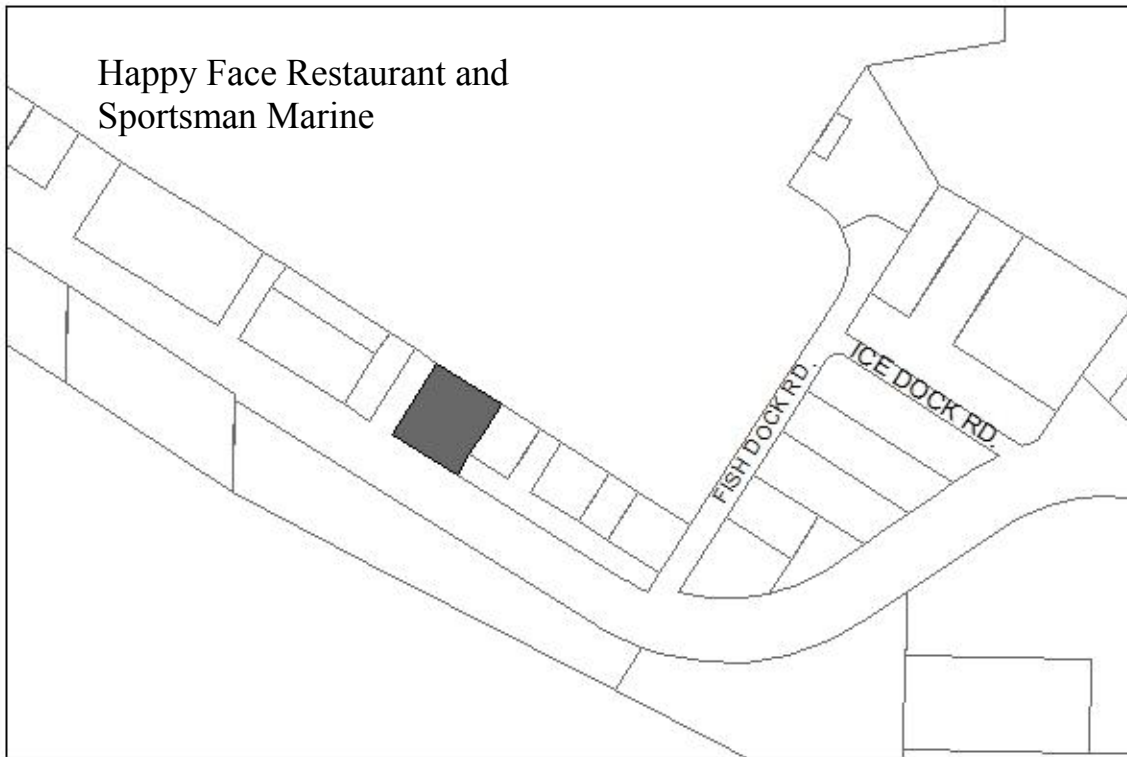 Happy Face Restaurant and
Sportsman Marine
ICE DOCK RD.
FISH DOCK RD.